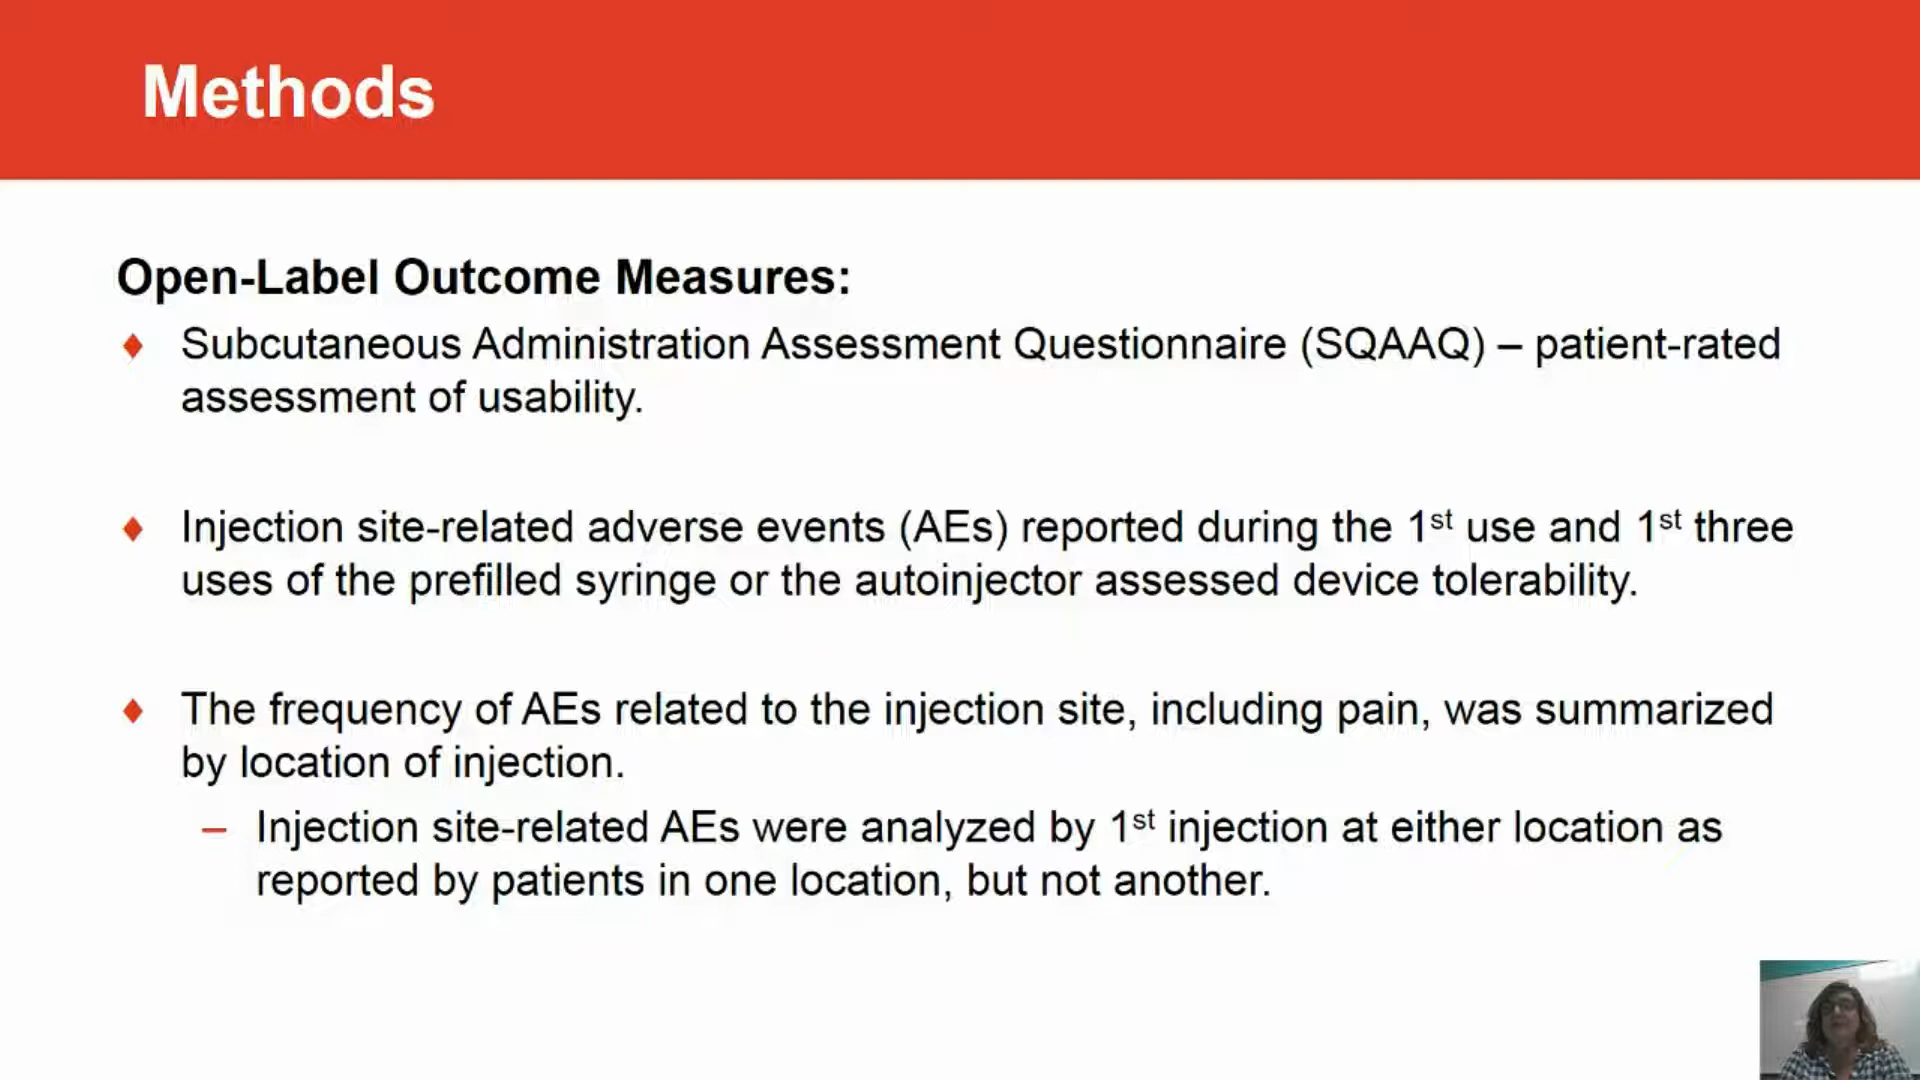 Methods
Open-Label Outcome Measures:
♦ Subcutaneous Administration Assessment Questionnaire (SQAAQ) – patient-rated
assessment of usability.
♦ Injection site-related adverse events (AEs) reported during the 1st use and 1st three
uses of the prefilled syringe or the autoinjector assessed device tolerability.
♦ The frequency of AEs related to the injection site, including pain, was summarized
by location of injection.
– Injection site-related AEs were analyzed by 1st injection at either location as
reported by patients in one location, but not another.